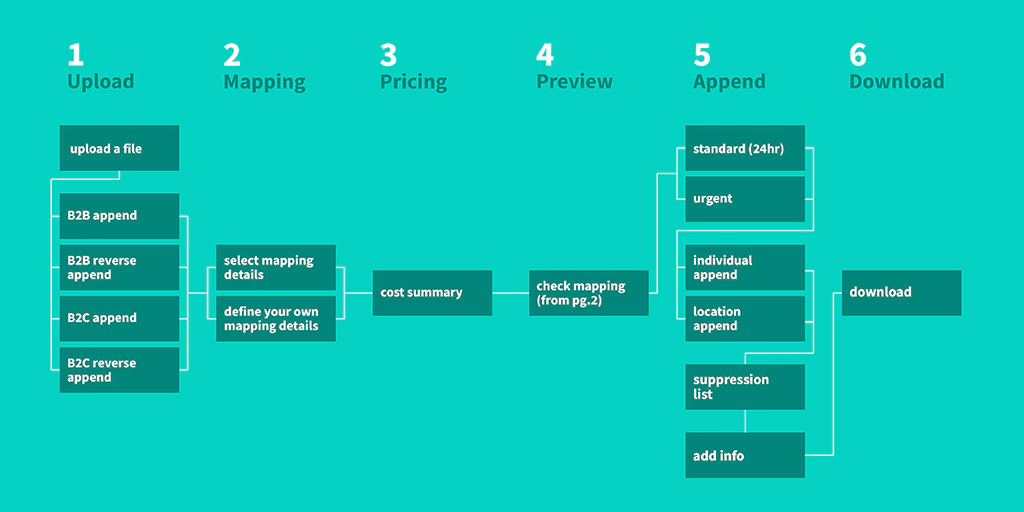 1
Upload
2
Mapping
3
Pricing
4
Preview
5
Append
6
Download
upload a file
B2B append
B2B reverse
append
B2C append
B2C reverse
append
select mapping
details
define your own
mapping details
cost summary
check mapping
(from pg.2)
standard (24hr)
urgent
individual
append
location
append
suppression
list
add info
download